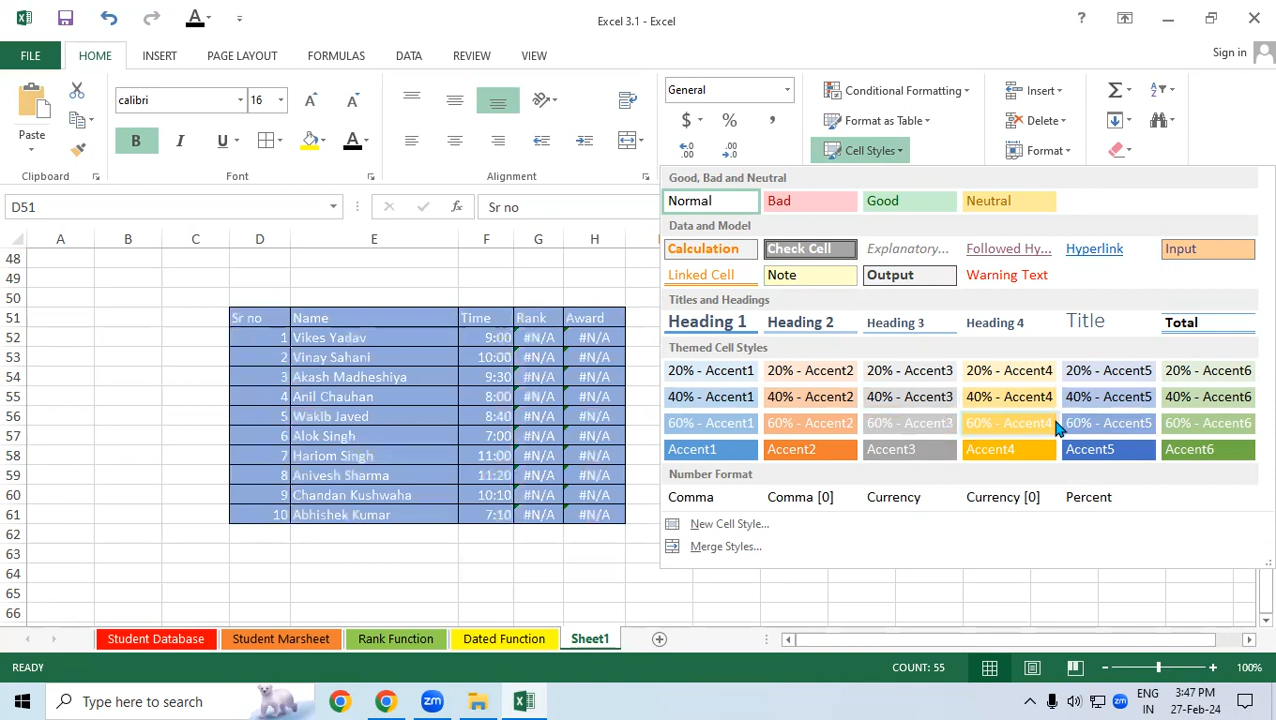 Excel 3.1 - Excel
FILE HOME INSERT PAGE LAYOUT FORMULAS DATA REVIEW VIEW Sign in
Paste
calibri 16
General
Conditional Formatting
Format as Table
Cell Styles
Insert
Delete
Format
Clipboard Font Alignment
D51 Sr no
A B C D E F G H
48
49
50
51 Sr no Name Time Rank Award
52 1 Vikes Yadav 9:00 #N/A #N/A
53 2 Vinay Sahani 10:00 #N/A #N/A
54 3 Akash Madheshiya 9:30 #N/A #N/A
55 4 Anil Chauhan 8:00 #N/A #N/A
56 5 Wakib Javed 8:40 #N/A #N/A
57 6 Alok Singh 7:00 #N/A #N/A
58 7 Hariom Singh 11:00 #N/A #N/A
59 8 Anivesh Sharma 11:20 #N/A #N/A
60 9 Chandan Kushwaha 10:10 #N/A #N/A
61 10 Abhishek Kumar 7:10 #N/A #N/A
62
63
64
65
66
Good, Bad and Neutral
Normal Bad Good Neutral
Data and Model
Calculation Check Cell Explanatory... Followed Hy... Hyperlink Input
Linked Cell Note Output Warning Text
Titles and Headings
Heading 1 Heading 2 Heading 3 Heading 4 Title Total
Themed Cell Styles
20% - Accent1 20% - Accent2 20% - Accent3 20% - Accent4 20% - Accent5 20% - Accent6
40% - Accent1 40% - Accent2 40% - Accent3 40% - Accent4 40% - Accent5 40% - Accent6
60% - Accent1 60% - Accent2 60% - Accent3 60% - Accent4 60% - Accent5 60% - Accent6
Accent1 Accent2 Accent3 Accent4 Accent5 Accent6
Number Format
Comma Comma [0] Currency Currency [0] Percent
New Cell Style...
Merge Styles...
Student Database Student Marsheet Rank Function Dated Function Sheet1
READY COUNT: 55 100%
Type here to search
ENG
IN
3:47 PM
27-Feb-24